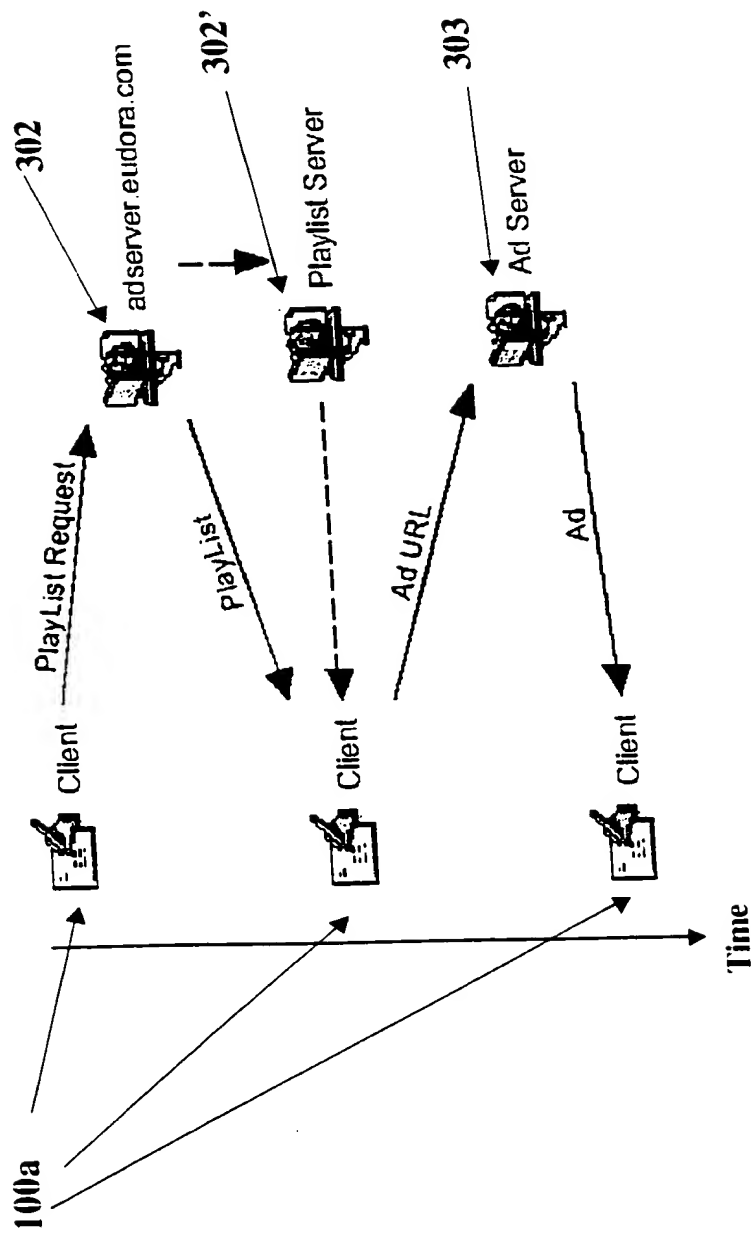 302
adserver.eudora.com
302'
Playlist Server
303
Ad Server
PlayList Request
PlayList
Ad URL
Ad
Client
Client
Client
100a
Time